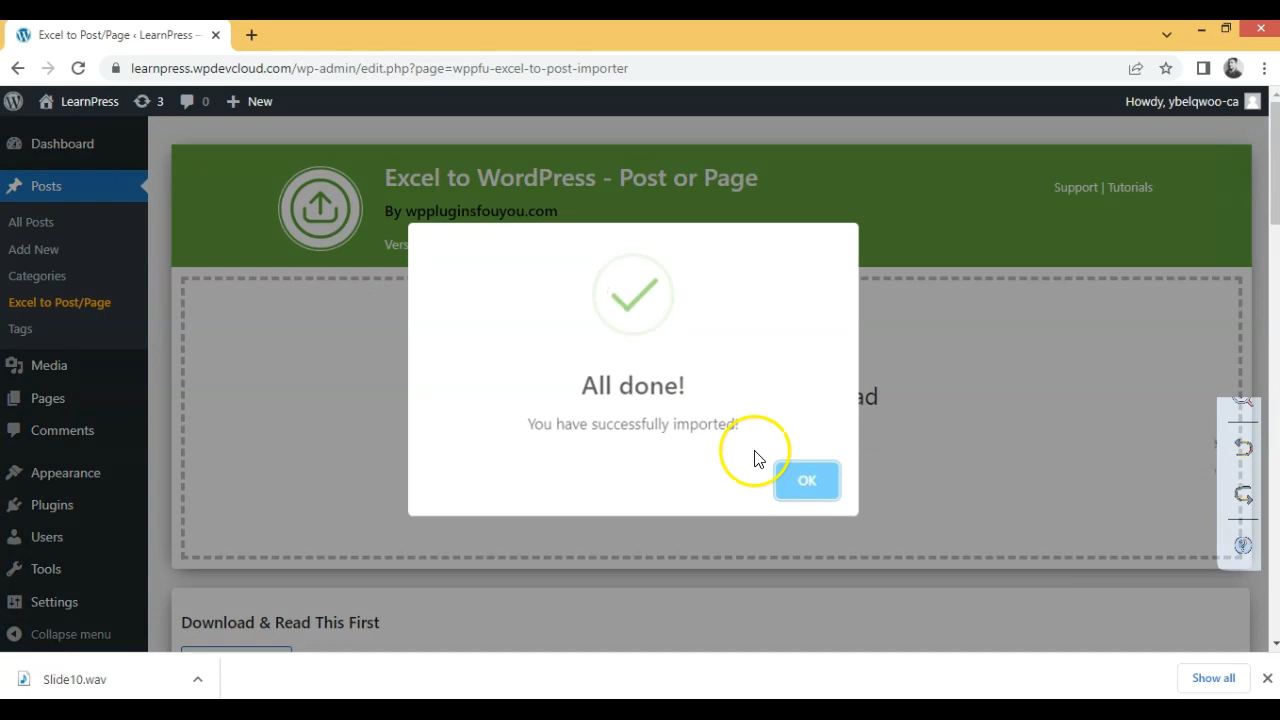 Excel to Post/Page ‹ LearnPress –
learnpress.wpdevcloud.com/wp-admin/edit.php?page=wppfu-excel-to-post-importer
LearnPress
3
0
New
Howdy, ybelqwoo-ca
Dashboard
Posts
All Posts
Add New
Categories
Excel to Post/Page
Tags
Media
Pages
Comments
Appearance
Plugins
Users
Tools
Settings
Collapse menu
Excel to WordPress - Post or Page
By wppluginsfouyou.com
Vers
Support | Tutorials
ad
All done!
You have successfully imported!
OK
Download & Read This First
Slide10.wav
Show all